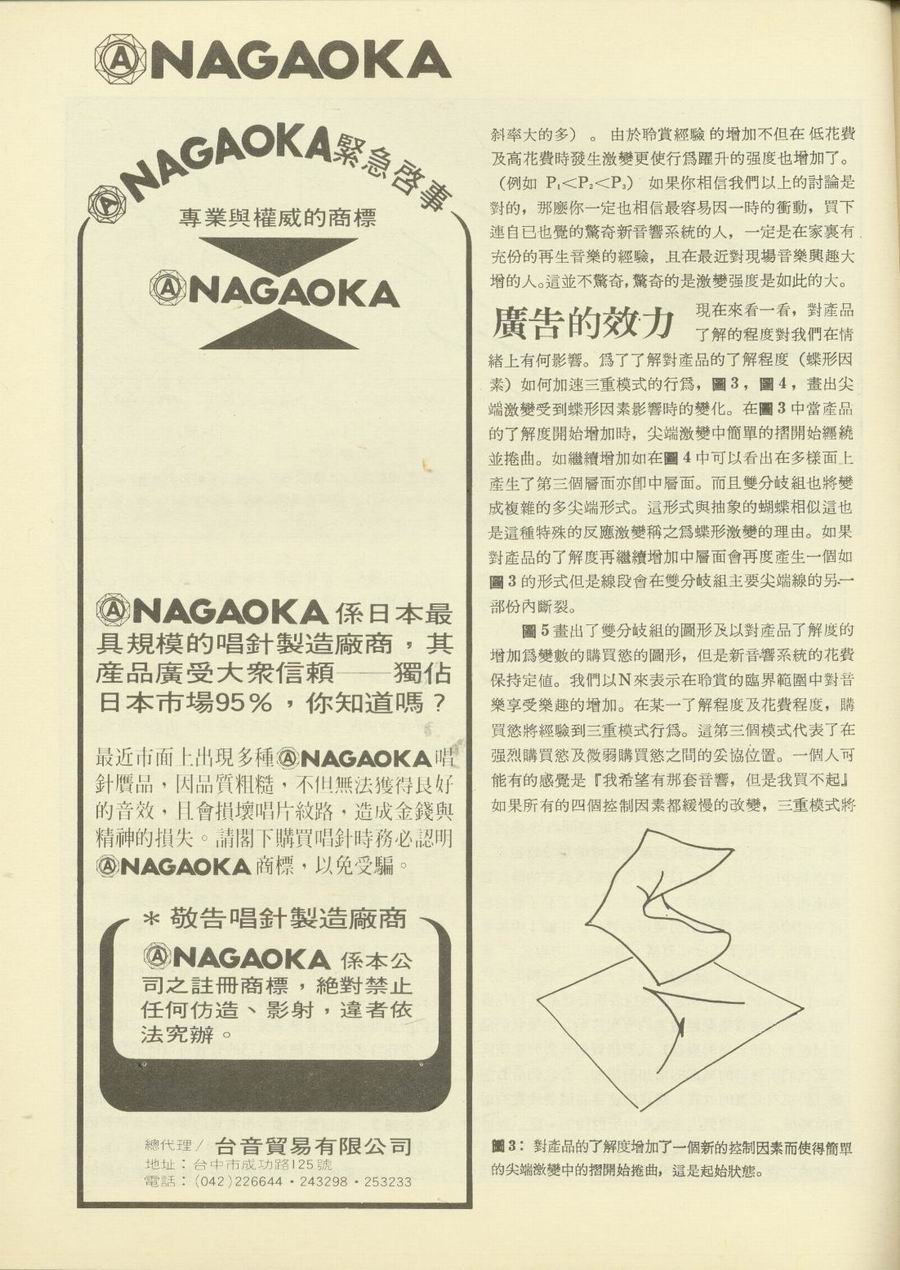 NAGAOKA
NAGAOKA緊急啓事
專業與權威的商標
NAGAOKA
NAGAOKA 係日本最
具規模的唱針製造廠商，其
産品廣受大衆信賴——獨佔
日本市場95%，你知道嗎？
最近市面上出現多種 NAGAOKA 唱
針贋品，因品質粗糙，不但無法獲得良好
的音效，且會損壞唱片紋路，造成金錢與
精神的損失。請閣下購買唱針時務必認明
NAGAOKA 商標，以免受騙。
＊敬告唱針製造廠商
NAGAOKA 係本公
司之註冊商標，絶對禁止
任何仿造、影射，違者依
法究辦。
總代理/ 台音貿易有限公司
地址：台中市成功路125號
電話：(042)226644・243298・253233
斜率大的多）。由於聆賞經驗的增加不但在低花費
及高花費時發生激變更使行爲躍升的强度也增加了。
（例如 P₁＜P₂＜P₃）如果你相信我們以上的討論是
對的，那麽你一定也相信最容易因一時的衝動，買下
連自已也覺的驚奇新音響系統的人，一定是在家裏有
充份的再生音樂的經驗，且在最近對現場音樂興趣大
增的人。這並不驚奇，驚奇的是激變强度是如此的大。
廣告的效力
現在來看一看，對產品
了解的程度對我們在情
緒上有何影響。爲了了解對產品的了解程度（蝶形因
素）如何加速三重模式的行爲，圖3，圖4，畫出尖
端激變受到蝶形因素影響時的變化。在圖3中當產品
的了解度開始增加時，尖端激變中簡單的摺開始纒繞
並捲曲。如繼續增加如在圖4中可以看出在多樣面上
產生了第三個層面亦卽中層面。而且雙分岐組也將變
成複雜的多尖端形式。這形式與抽象的蝴蝶相似這也
是這種特殊的反應激變稱之爲蝶形激變的理由。如果
對產品的了解度再繼續增加中層面會再度產生一個如
圖3的形式但是線段會在雙分岐組主要尖端線的另一
部份內斷裂。
圖5畫出了雙分岐組的圖形及以對產品了解度的
增加爲變數的購買慾的圖形，但是新音響系統的花費
保持定値。我們以N來表示在聆賞的臨界範圍中對音
樂享受樂趣的增加。在某一了解程度及花費程度，購
買慾將經驗到三重模式行爲。這第三個模式代表了在
强烈購買慾及微弱購買慾之間的妥協位置。一個人可
能有的感覺是『我希望有那套音響，但是我買不起』
如果所有的四個控制因素都緩慢的改變，三重模式將
圖3：對產品的了解度增加了一個新的控制因素而使得簡單
的尖端激變中的摺開始捲曲，這是起始狀態。